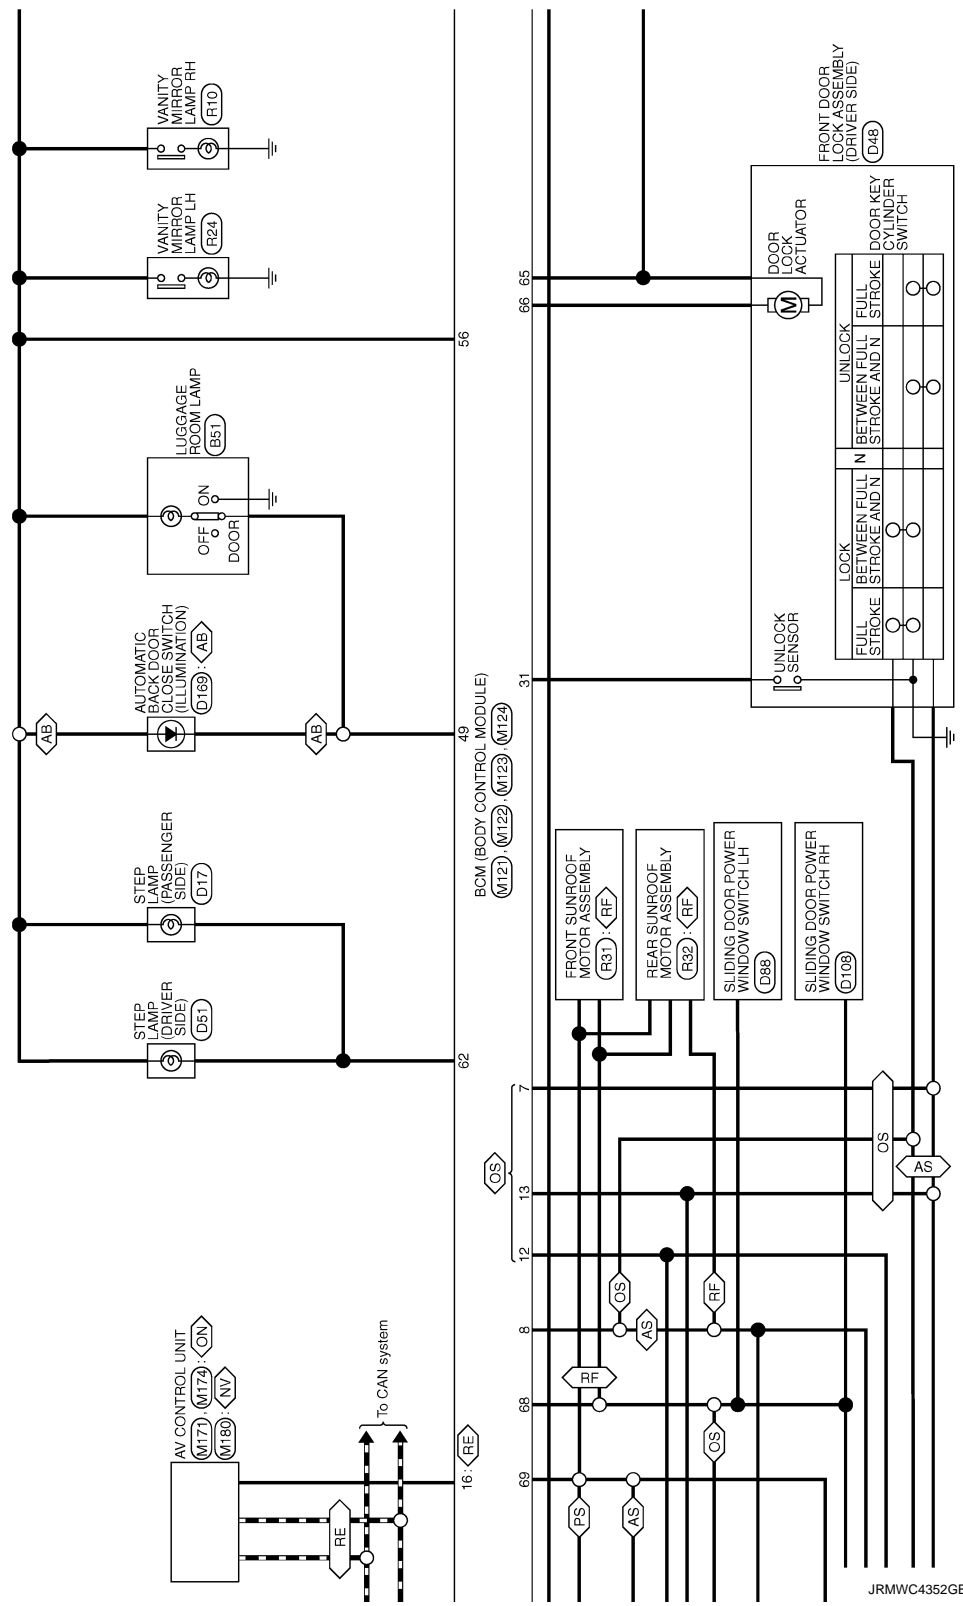 AV CONTROL UNIT
M171 , M174 : ON
M180 : NV
RE
To CAN system
16 : RE
STEP
LAMP
(DRIVER
SIDE)
D51
62
STEP
LAMP
(PASSENGER
SIDE)
D17
AUTOMATIC
BACK DOOR
CLOSE SWITCH
(ILLUMINATION)
D169 : AB
AB
AB
49
LUGGAGE
ROOM LAMP
B51
OFF
ON
DOOR
56
VANITY
MIRROR
LAMP LH
R24
VANITY
MIRROR
LAMP RH
R10
BCM (BODY CONTROL MODULE)
M121 , M122 , M123 , M124
69
68
8
12
13
7
OS
31
66
65
PS
AS
RF
OS
OS
AS
RF
OS
AS
FRONT SUNROOF
MOTOR ASSEMBLY
R31 : RF
REAR SUNROOF
MOTOR ASSEMBLY
R32 : RF
SLIDING DOOR POWER
WINDOW SWITCH LH
D88
SLIDING DOOR POWER
WINDOW SWITCH RH
D108
FRONT DOOR
LOCK ASSEMBLY
(DRIVER SIDE)
D48
UNLOCK
SENSOR
DOOR
LOCK
ACTUATOR
M
LOCK
N
UNLOCK
FULL
STROKE
BETWEEN FULL
STROKE AND N
BETWEEN FULL
STROKE AND N
FULL
STROKE
DOOR KEY
CYLINDER
SWITCH
JRMWC4352GE